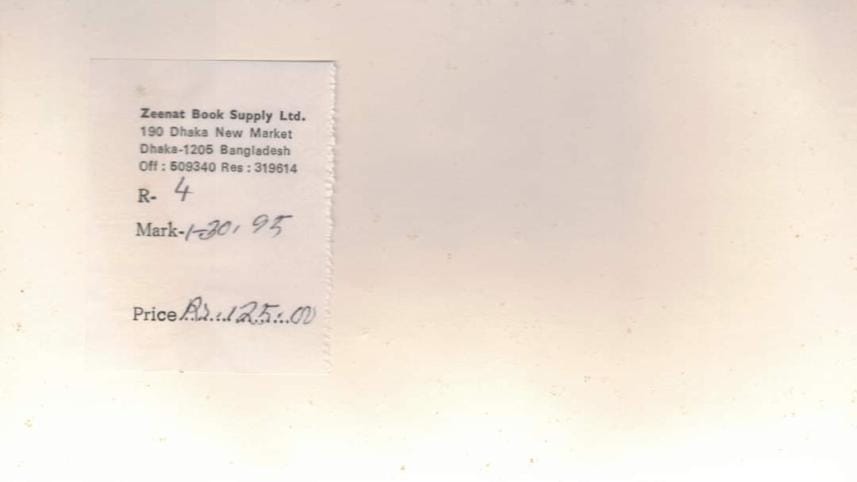 Zeenat Book Supply Ltd.
190 Dhaka New Market
Dhaka-1205 Bangladesh
Off : 509340 Res : 319614
R- 4
Mark-1-30. 95
Price Rs...125...00